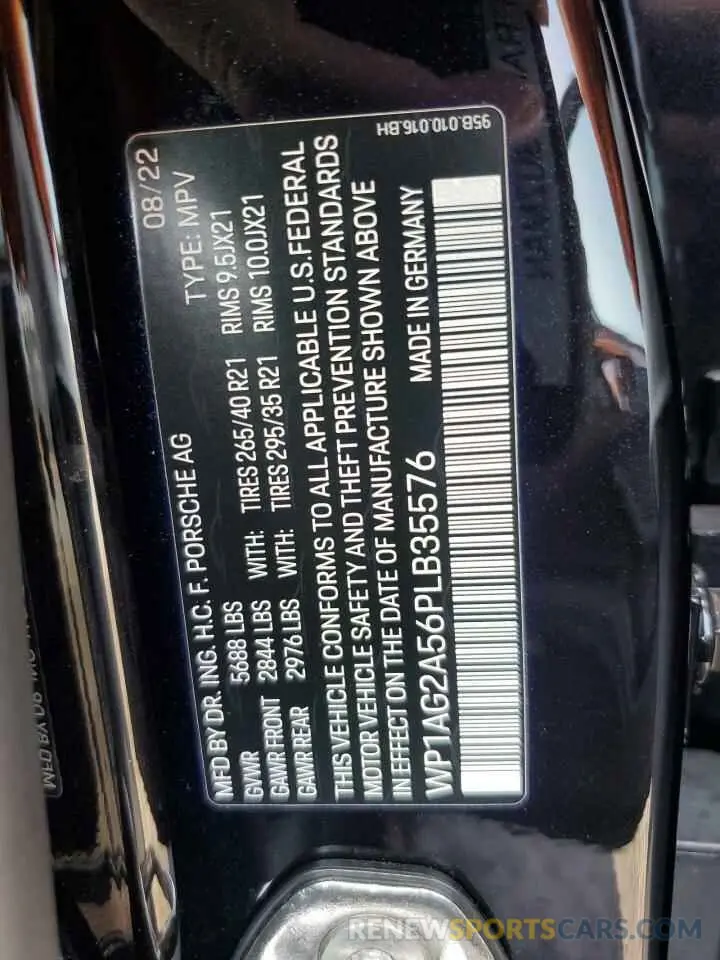 MFD BY DR. ING. H.C. F. PORSCHE AG 08/22
GVWR 5688 LBS TYPE: MPV
GAWR FRONT 2844 LBS WITH: TIRES 265/40 R21 RIMS 9.5JX21
GAWR REAR 2976 LBS WITH: TIRES 295/35 R21 RIMS 10.0JX21
THIS VEHICLE CONFORMS TO ALL APPLICABLE U.S. FEDERAL
MOTOR VEHICLE SAFETY AND THEFT PREVENTION STANDARDS
IN EFFECT ON THE DATE OF MANUFACTURE SHOWN ABOVE
WP1AG2A56PLB35576 MADE IN GERMANY
95B.010.016.BH
RENEWSPORTSCARS.COM